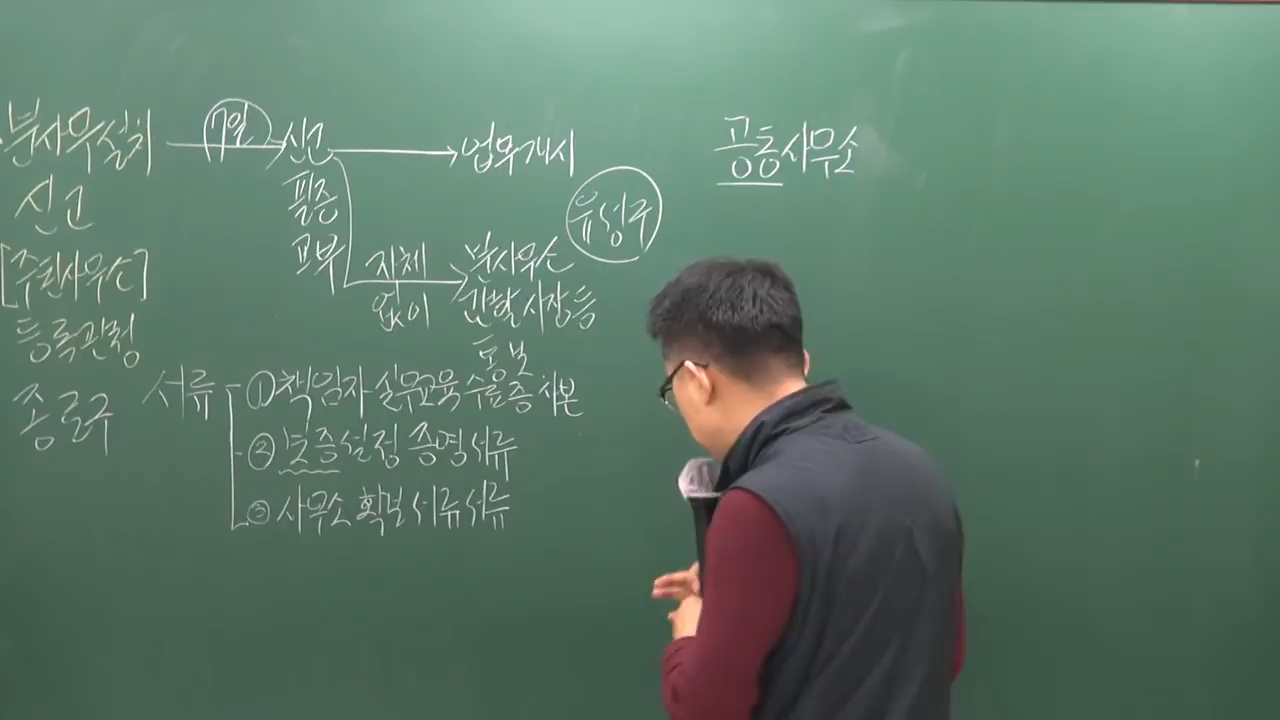 분사무설치
신고
[주된사무소]
등록관청
종로구
7일
신고
필증
교부
업무개시
지체
없이
분사무소
관할시장등
통보
유성구
서류
① 책임자 실무교육 수료증 사본
② 보증설정 증명서류
③ 사무소 확보 서류서류
공동사무소